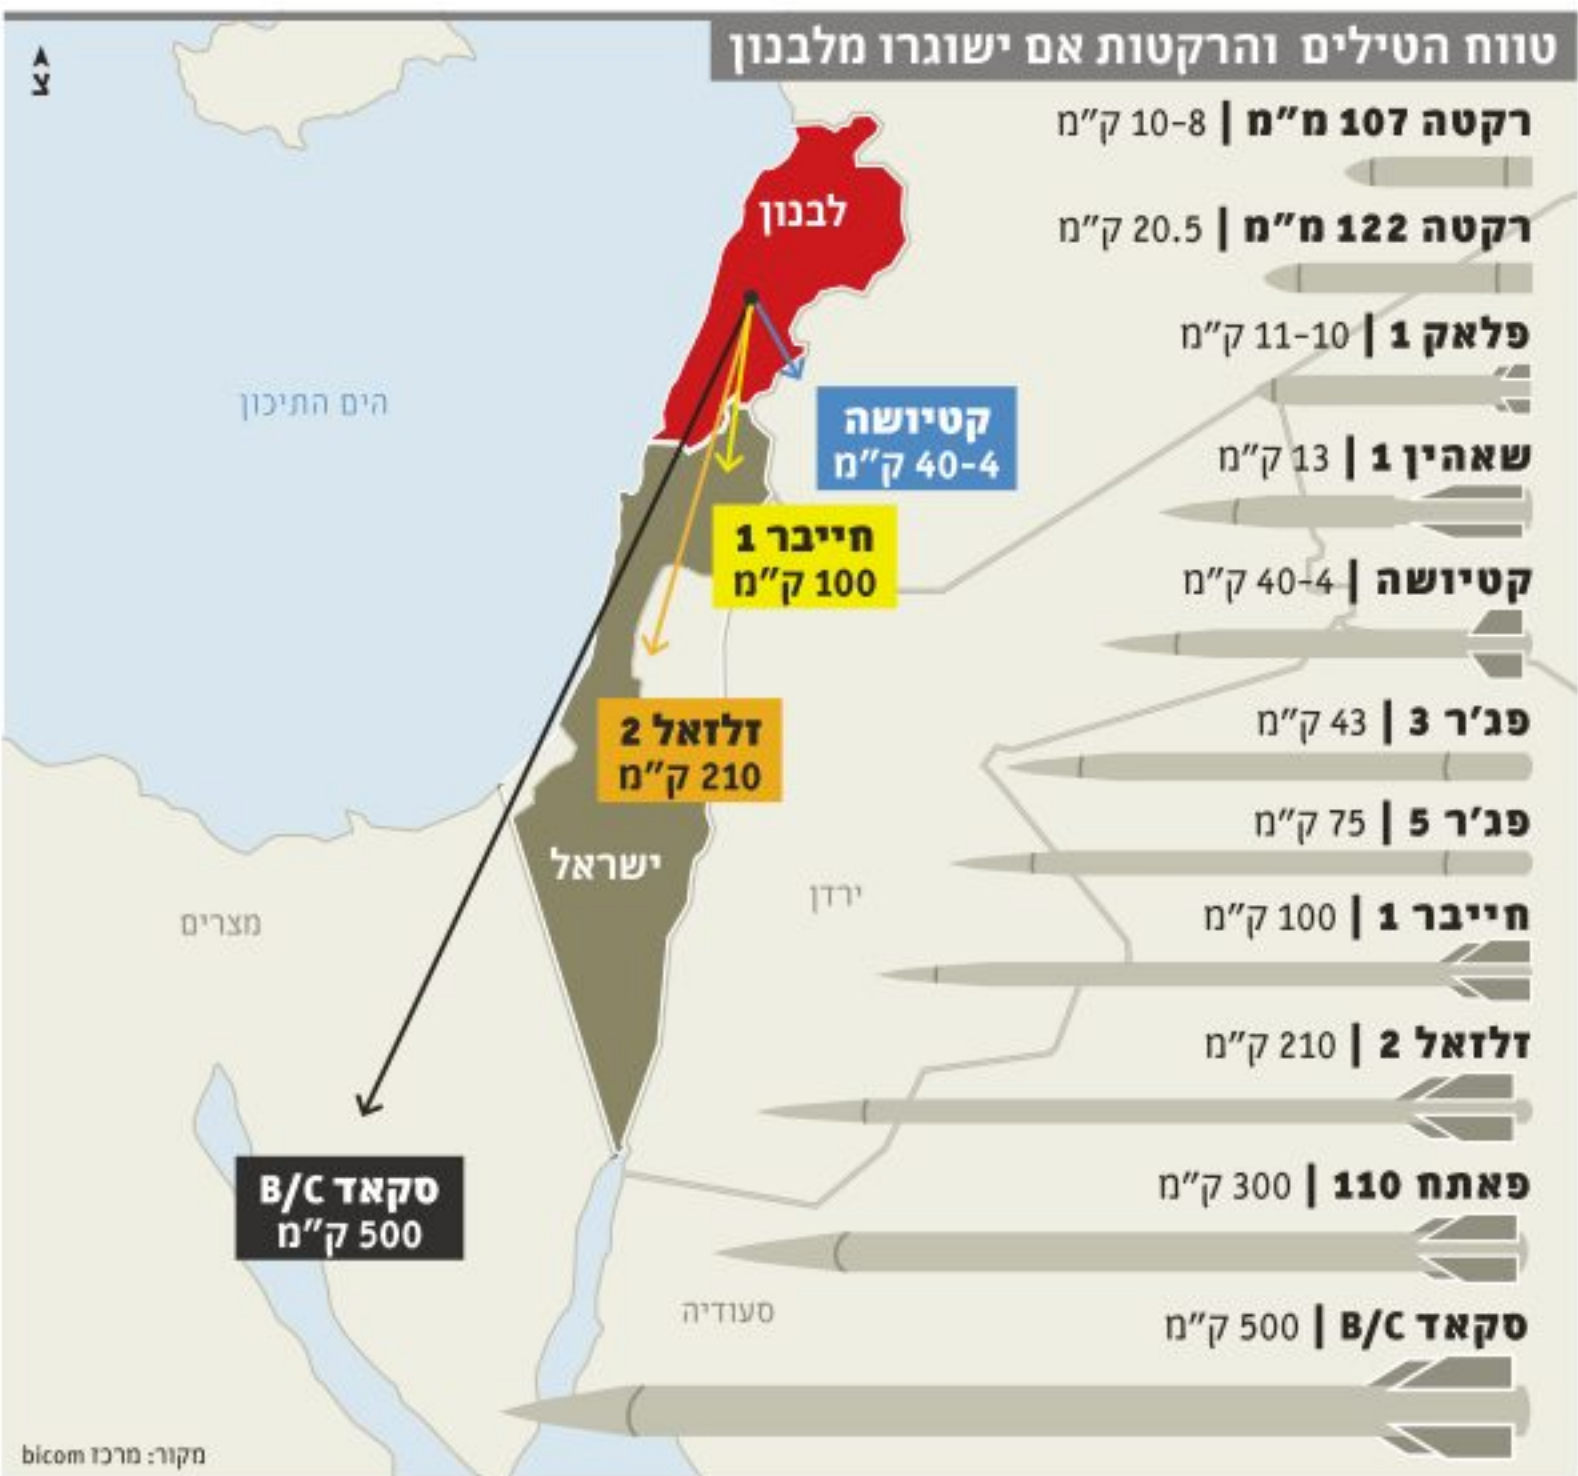 טווח הטילים והרקטות אם ישוגרו מלבנון
צ
רקטה 107 מ״מ | 10-8 ק״מ
רקטה 122 מ״מ | 20.5 ק״מ
פלאק 1 | 11-10 ק״מ
שאהין 1 | 13 ק״מ
קטיושה | 40-4 ק״מ
פג׳ר 3 | 43 ק״מ
פג׳ר 5 | 75 ק״מ
חייבר 1 | 100 ק״מ
זלזאל 2 | 210 ק״מ
פאתח 110 | 300 ק״מ
סקאד B/C | 500 ק״מ
לבנון
הים התיכון
קטיושה
40-4 ק״מ
חייבר 1
100 ק״מ
זלזאל 2
210 ק״מ
ישראל
ירדן
מצרים
סקאד B/C
500 ק״מ
סעודיה
מקור: מרכז bicom